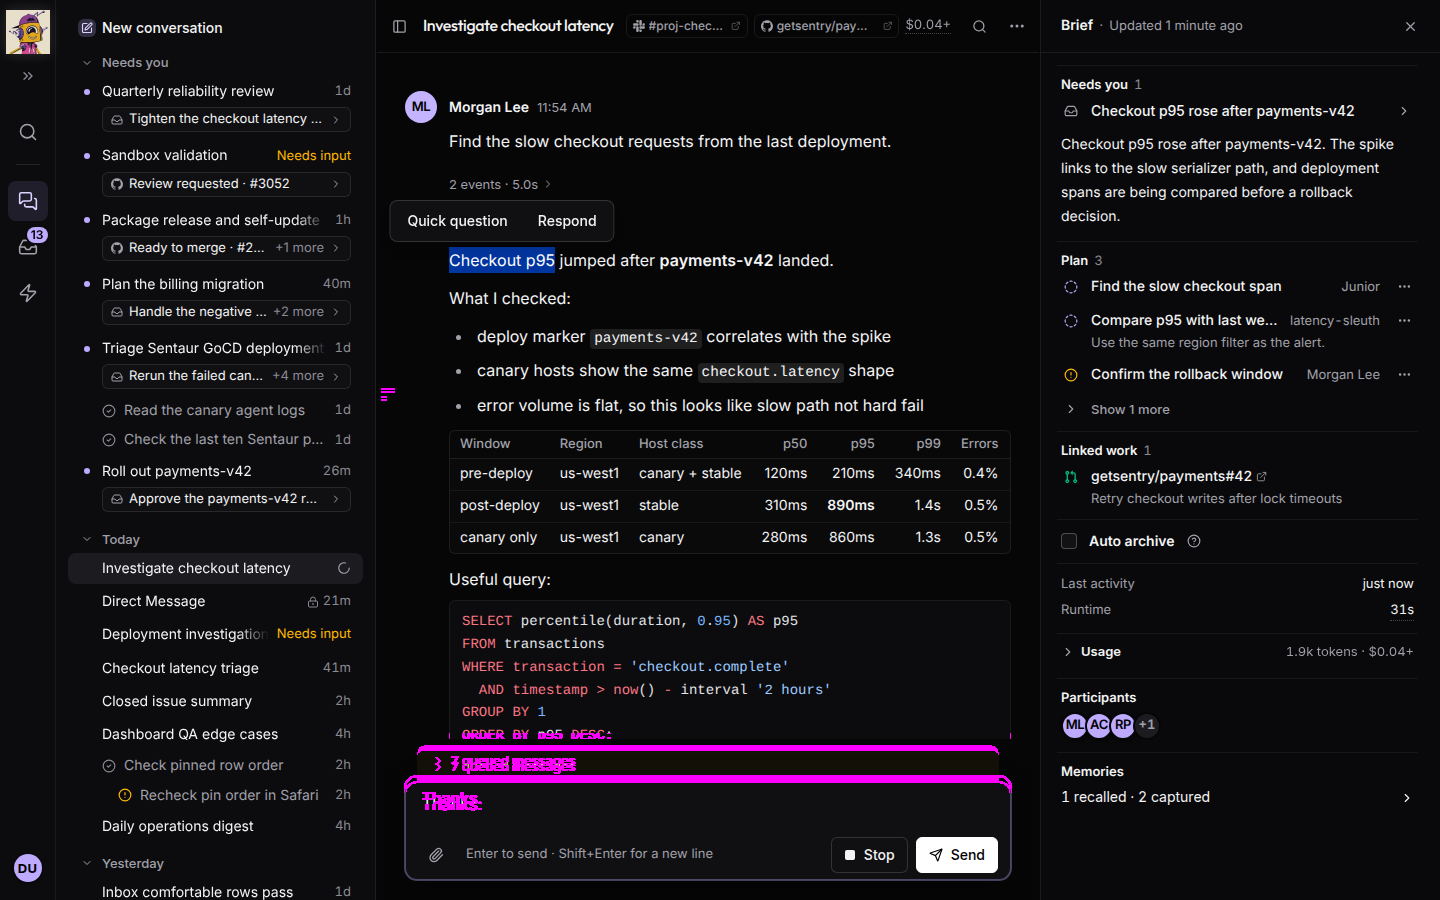 New conversation
Needs you
Quarterly reliability review 1d
Tighten the checkout latency ...
Sandbox validation Needs input
Review requested · #3052
Package release and self-update 1h
Ready to merge · #2... +1 more
Plan the billing migration 40m
Handle the negative ... +2 more
Triage Sentaur GoCD deployment 1d
Rerun the failed can... +4 more
Read the canary agent logs 1d
Check the last ten Sentaur p... 1d
Roll out payments-v42 26m
Approve the payments-v42 r...
Today
Investigate checkout latency
Direct Message 21m
Deployment investigation Needs input
Checkout latency triage 41m
Closed issue summary 2h
Dashboard QA edge cases 4h
Check pinned row order 2h
Recheck pin order in Safari 2h
Daily operations digest 4h
Yesterday
Inbox comfortable rows pass 1d
13
DU
Investigate checkout latency #proj-chec... getsentry/pay... $0.04+
ML Morgan Lee 11:54 AM
Find the slow checkout requests from the last deployment.
2 events · 5.0s
Quick question Respond
Checkout p95 jumped after payments-v42 landed.
What I checked:
• deploy marker payments-v42 correlates with the spike
• canary hosts show the same checkout.latency shape
• error volume is flat, so this looks like slow path not hard fail
Window Region Host class p50 p95 p99 Errors
pre-deploy us-west1 canary + stable 120ms 210ms 340ms 0.4%
post-deploy us-west1 stable 310ms 890ms 1.4s 0.5%
canary only us-west1 canary 280ms 860ms 1.3s 0.5%
Useful query:
SELECT percentile(duration, 0.95) AS p95
FROM transactions
WHERE transaction = 'checkout.complete'
AND timestamp > now() - interval '2 hours'
GROUP BY 1
ORDER BY p95 DESC;
7 queued messages
Thanks
Enter to send · Shift+Enter for a new line
Stop Send
Brief · Updated 1 minute ago
Needs you 1
Checkout p95 rose after payments-v42
Checkout p95 rose after payments-v42. The spike
links to the slow serializer path, and deployment
spans are being compared before a rollback
decision.
Plan 3
Find the slow checkout span Junior
Compare p95 with last we... latency-sleuth
Use the same region filter as the alert.
Confirm the rollback window Morgan Lee
Show 1 more
Linked work 1
getsentry/payments#42
Retry checkout writes after lock timeouts
Auto archive
Last activity just now
Runtime 31s
Usage 1.9k tokens · $0.04+
Participants
ML AC RP +1
Memories
1 recalled · 2 captured